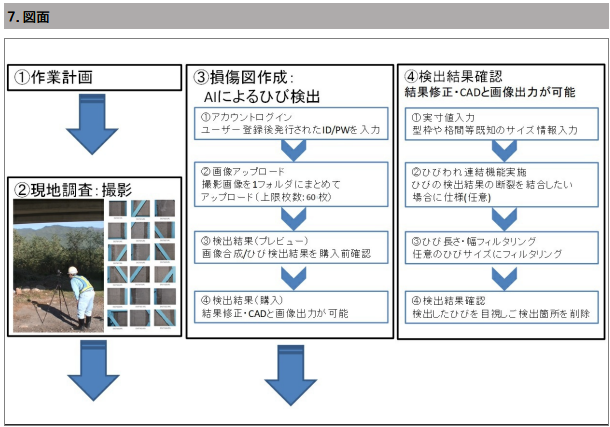 7. 図面
①作業計画
②現地調査：撮影
③損傷図作成：
AIによるひび検出
①アカウントログイン
ユーザー登録後発行されたID/PWを入力
②画像アップロード
撮影画像を1フォルダにまとめて
アップロード（上限枚数：60枚）
③検出結果（プレビュー）
画像合成/ひび検出結果を購入前確認
④検出結果（購入）
結果修正・CADと画像出力が可能
④検出結果確認
結果修正・CADと画像出力が可能
①実寸値入力
型枠や格間等既知のサイズ情報入力
②ひびわれ連結機能実施
ひびの検出結果の断裂を結合したい
場合に仕様(任意)
③ひび長さ・幅フィルタリング
任意のひびサイズにフィルタリング
④検出結果確認
検出したひびを目視しご検出箇所を削除